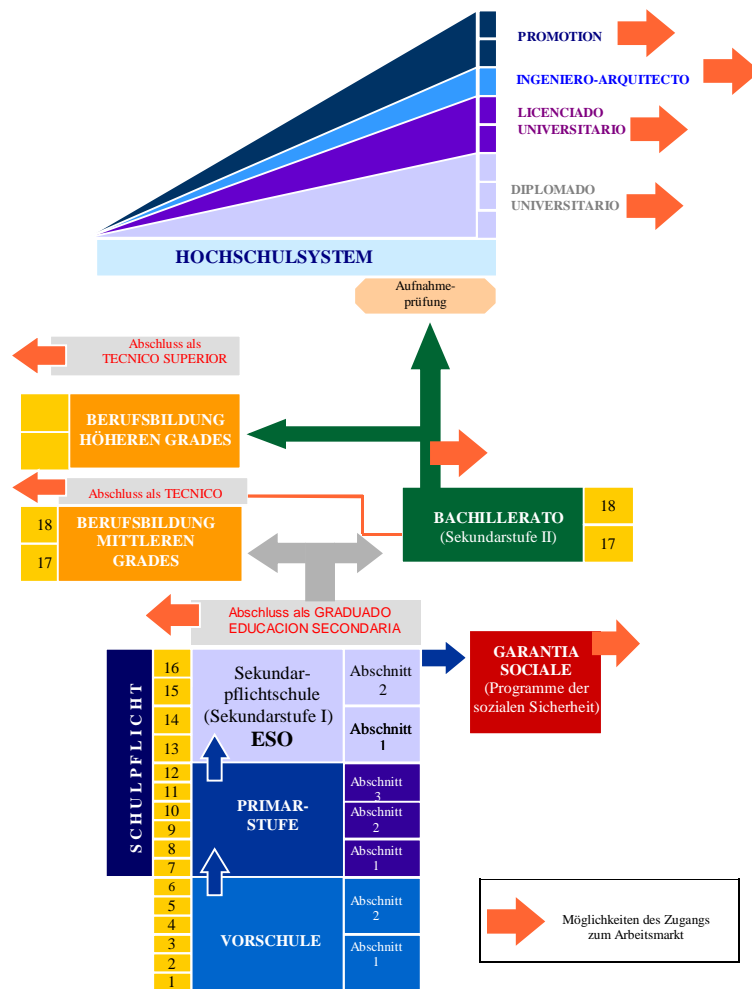 PROMOTION
INGENIERO-ARQUITECTO
LICENCIADO
UNIVERSITARIO
DIPLOMADO
UNIVERSITARIO
HOCHSCHULSYSTEM
Aufnahme-
prüfung
Abschluss als
TECNICO SUPERIOR
BERUFSBILDUNG
HÖHEREN GRADES
Abschluss als TECNICO
18
17
BERUFSBILDUNG
MITTLEREN
GRADES
BACHILLERATO
(Sekundarstufe II)
18
17
Abschluss als GRADUADO
EDUCACION SECONDARIA
GARANTIA
SOCIALE
(Programme der
sozialen Sicherheit)
SCHULPFLICHT
16
15
14
13
12
11
10
9
8
7
6
5
4
3
2
1
Sekundar-
pflichtschule
(Sekundarstufe I)
ESO
Abschnitt
2
Abschnitt
1
PRIMAR-
STUFE
Abschnitt
3
Abschnitt
2
Abschnitt
1
VORSCHULE
Abschnitt
2
Abschnitt
1
Möglichkeiten des Zugangs
zum Arbeitsmarkt